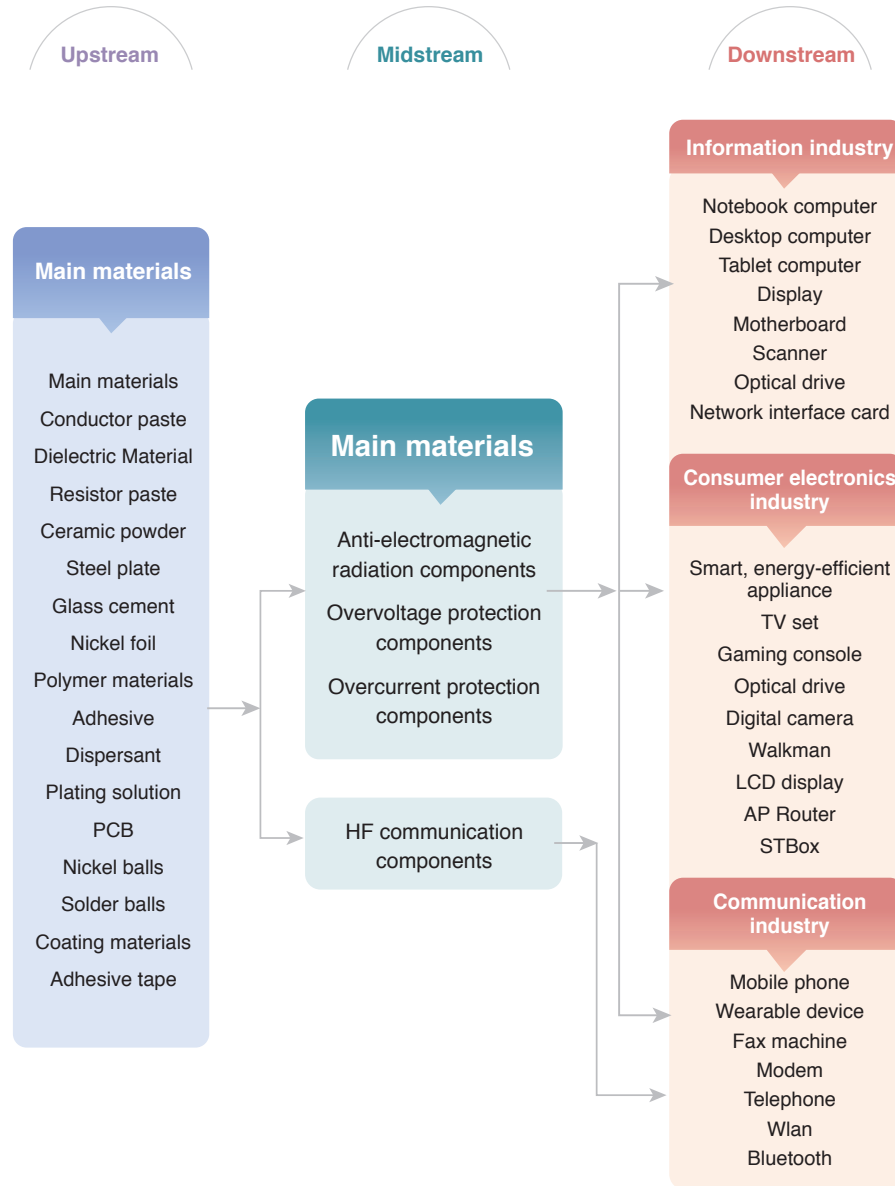 Upstream
Midstream
Downstream
Main materials
Main materials
Conductor paste
Dielectric Material
Resistor paste
Ceramic powder
Steel plate
Glass cement
Nickel foil
Polymer materials
Adhesive
Dispersant
Plating solution
PCB
Nickel balls
Solder balls
Coating materials
Adhesive tape
Main materials
Anti-electromagnetic
radiation components
Overvoltage protection
components
Overcurrent protection
components
HF communication
components
Information industry
Notebook computer
Desktop computer
Tablet computer
Display
Motherboard
Scanner
Optical drive
Network interface card
Consumer electronics
industry
Smart, energy-efficient
appliance
TV set
Gaming console
Optical drive
Digital camera
Walkman
LCD display
AP Router
STBox
Communication
industry
Mobile phone
Wearable device
Fax machine
Modem
Telephone
Wlan
Bluetooth